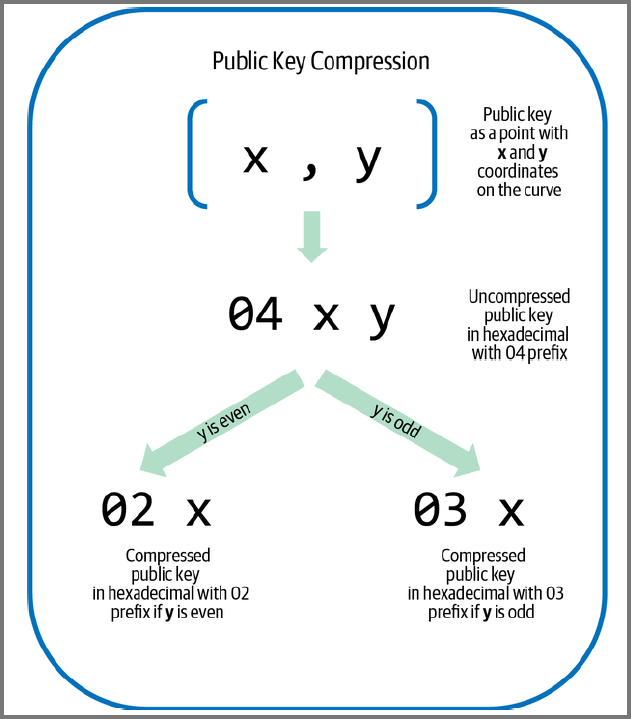 Public Key Compression
x , y
Public key
as a point with
x and y
coordinates
on the curve
04 x y
Uncompressed
public key
in hexadecimal
with 04 prefix
y is even
y is odd
02 x
03 x
Compressed
public key
in hexadecimal with 02
prefix if y is even
Compressed
public key
in hexadecimal with 03
prefix if y is odd